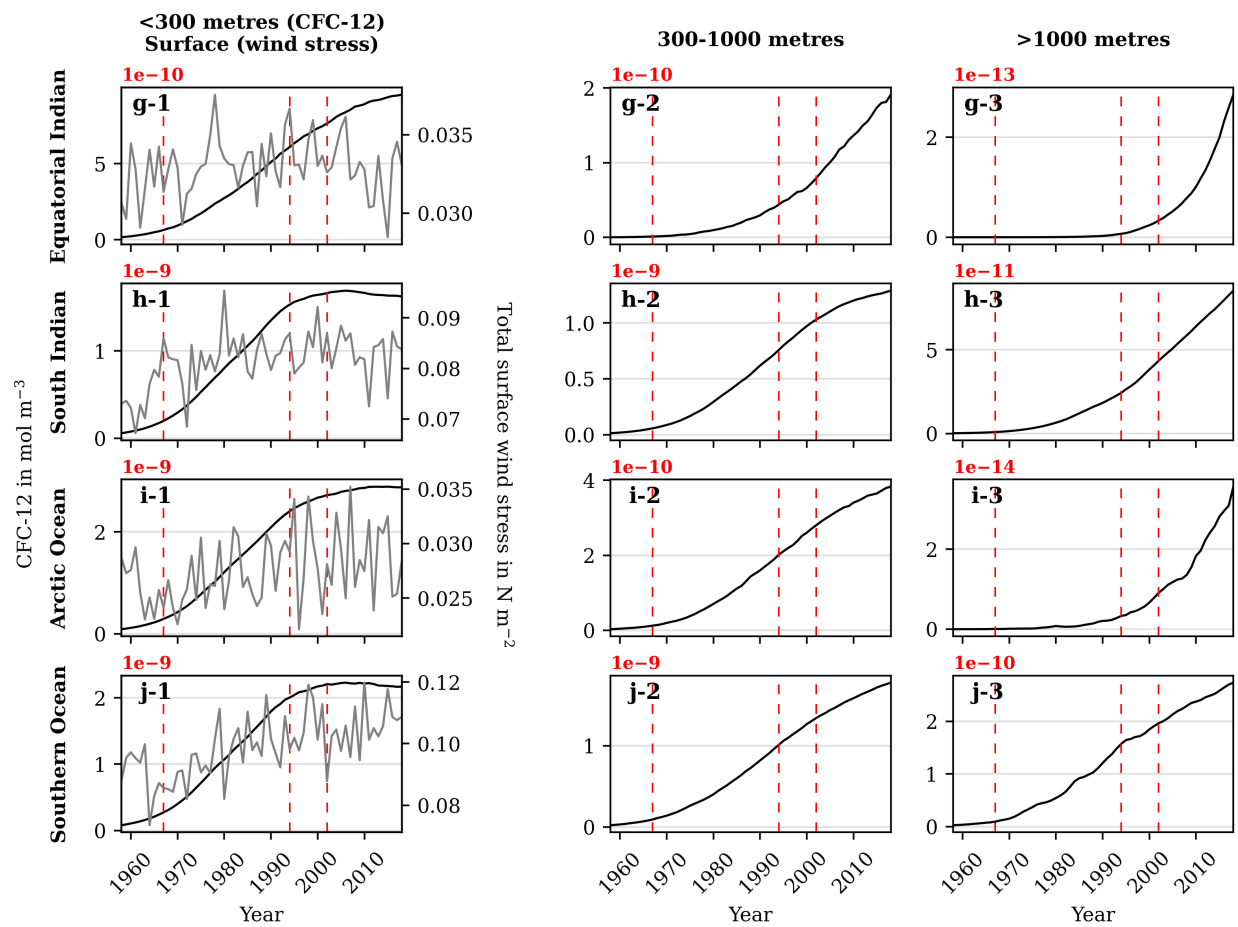 <300 metres (CFC-12)
Surface (wind stress)
300-1000 metres
>1000 metres
Equatorial Indian
1e−10
g-1
5
0
0.035
0.030
1e−10
g-2
2
1
0
1e−13
g-3
2
0
South Indian
1e−9
h-1
1
0
0.09
0.08
0.07
1e−9
h-2
1.0
0.5
0.0
1e−11
h-3
5
0
CFC-12 in mol m−3
Total surface wind stress in N m−2
Arctic Ocean
1e−9
i-1
2
0
0.035
0.030
0.025
1e−10
i-2
4
2
0
1e−14
i-3
2
0
Southern Ocean
1e−9
j-1
2
1
0
0.12
0.10
0.08
1e−9
j-2
1
0
1e−10
j-3
2
1
0
1960 1970 1980 1990 2000 2010
1960 1970 1980 1990 2000 2010
1960 1970 1980 1990 2000 2010
Year
Year
Year